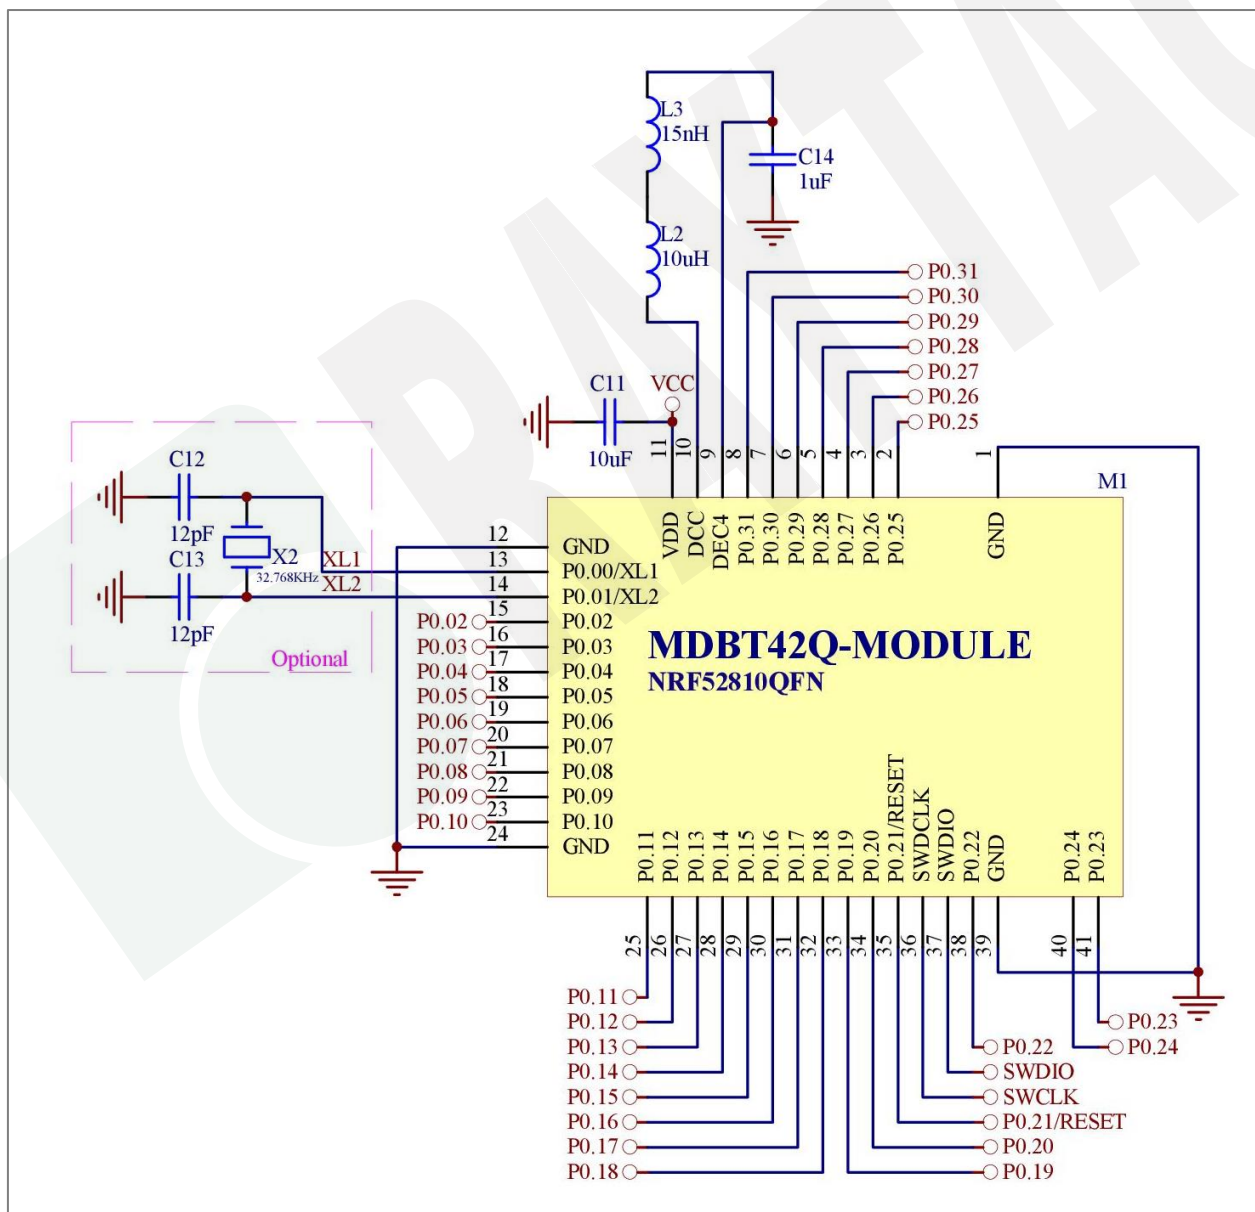 RAYTAC
L3
15nH
C14
1uF
L2
10uH
P0.31
P0.30
P0.29
P0.28
P0.27
P0.26
P0.25
C11
VCC
10uF
11
10
9
8
7
6
5
4
3
2
1
M1
VDD
DCC
DEC4
P0.31
P0.30
P0.29
P0.28
P0.27
P0.26
P0.25
GND
C12
12pF
C13
12pF
X2
32.768KHz
XL1
XL2
Optional
12 GND
13 P0.00/XL1
14 P0.01/XL2
P0.02 15 P0.02
P0.03 16 P0.03
P0.04 17 P0.04
P0.05 18 P0.05
P0.06 19 P0.06
P0.07 20 P0.07
P0.08 21 P0.08
P0.09 22 P0.09
P0.10 23 P0.10
24 GND
MDBT42Q-MODULE
NRF52810QFN
P0.11
P0.12
P0.13
P0.14
P0.15
P0.16
P0.17
P0.18
P0.19
P0.20
P0.21/RESET
SWDCLK
SWDIO
P0.22
GND
P0.24
P0.23
25
26
27
28
29
30
31
32
33
34
35
36
37
38
39
40
41
P0.11
P0.12
P0.13
P0.14
P0.15
P0.16
P0.17
P0.18
P0.22
SWDIO
SWCLK
P0.21/RESET
P0.20
P0.19
P0.23
P0.24